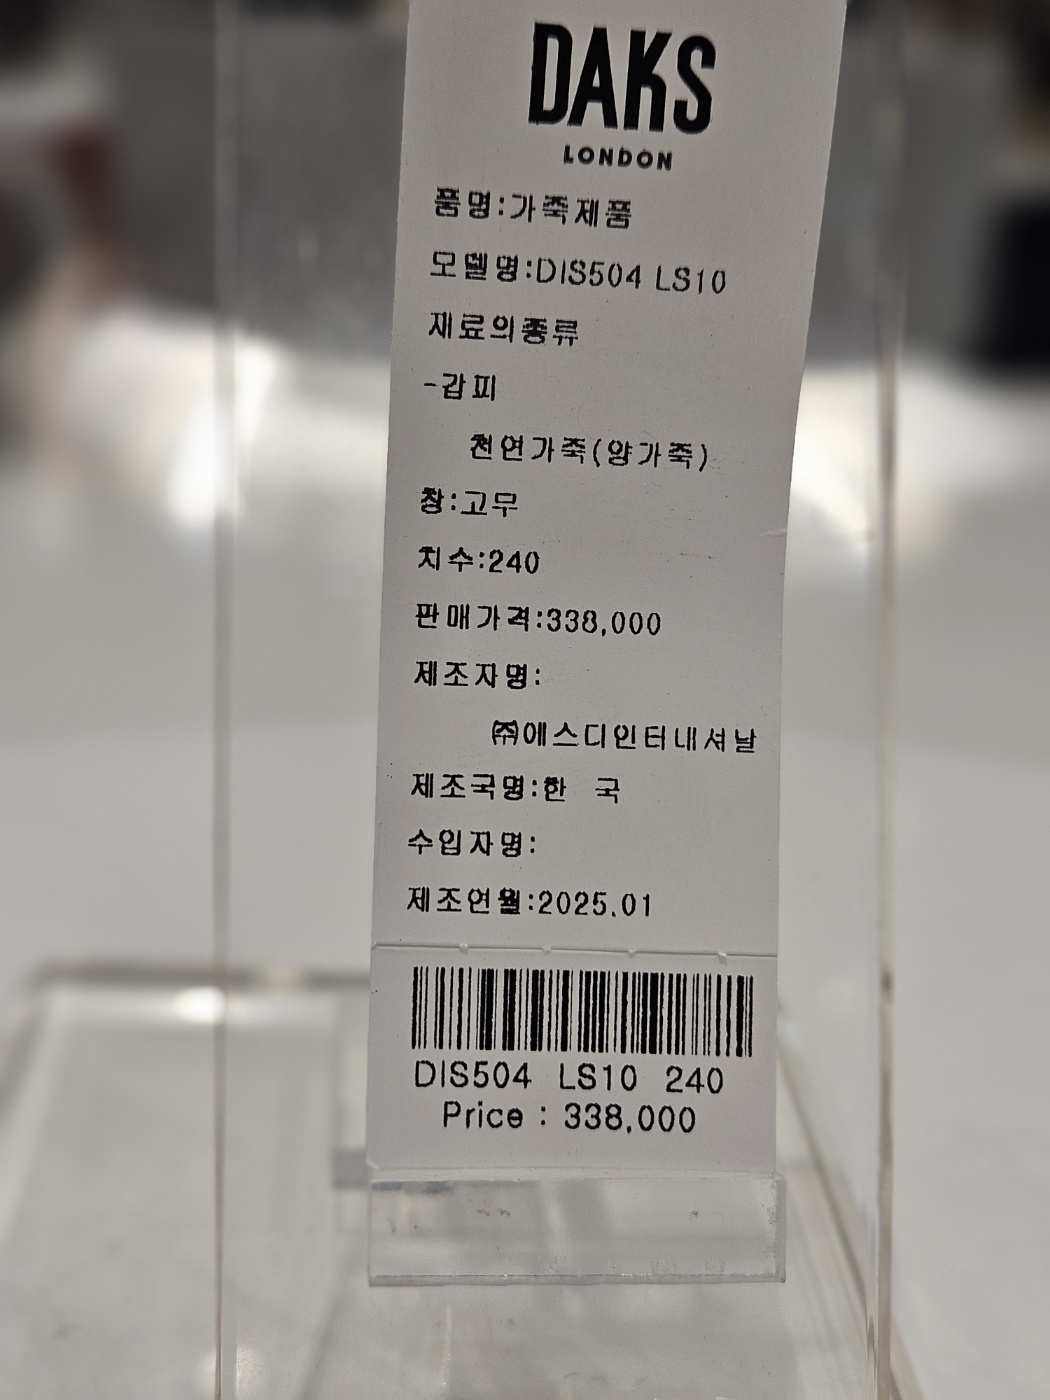 DAKS
LONDON
품명:가죽제품
모델명:DIS504 LS10
재료의종류
-갑피
천연가죽(양가죽)
창:고무
치수:240
판매가격:338,000
제조자명:
㈜에스디인터내셔날
제조국명:한 국
수입자명:
제조연월:2025.01
DIS504 LS10 240
Price : 338,000